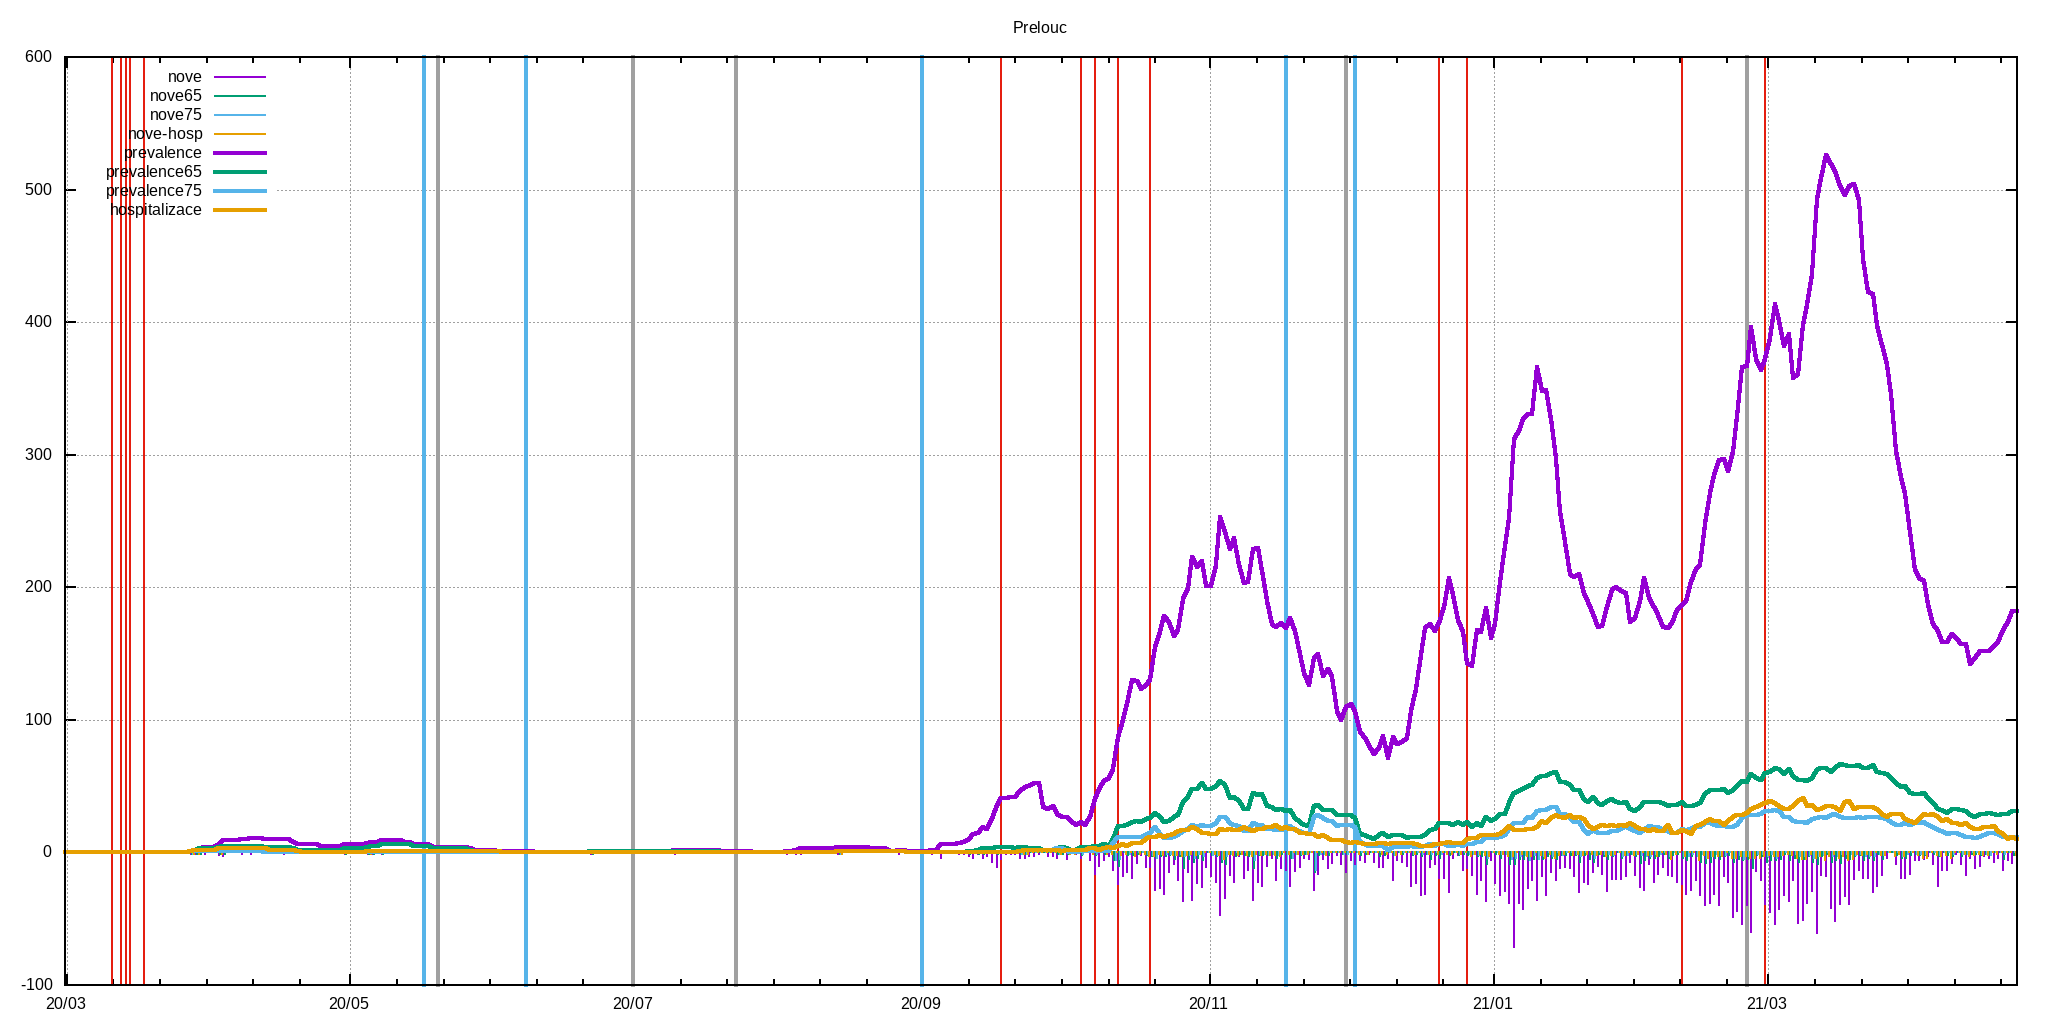 Prelouc
600
500
400
300
200
100
0
-100
nove
nove65
nove75
nove-hosp
prevalence
prevalence65
prevalence75
hospitalizace
20/03 20/05 20/07 20/09 20/11 21/01 21/03